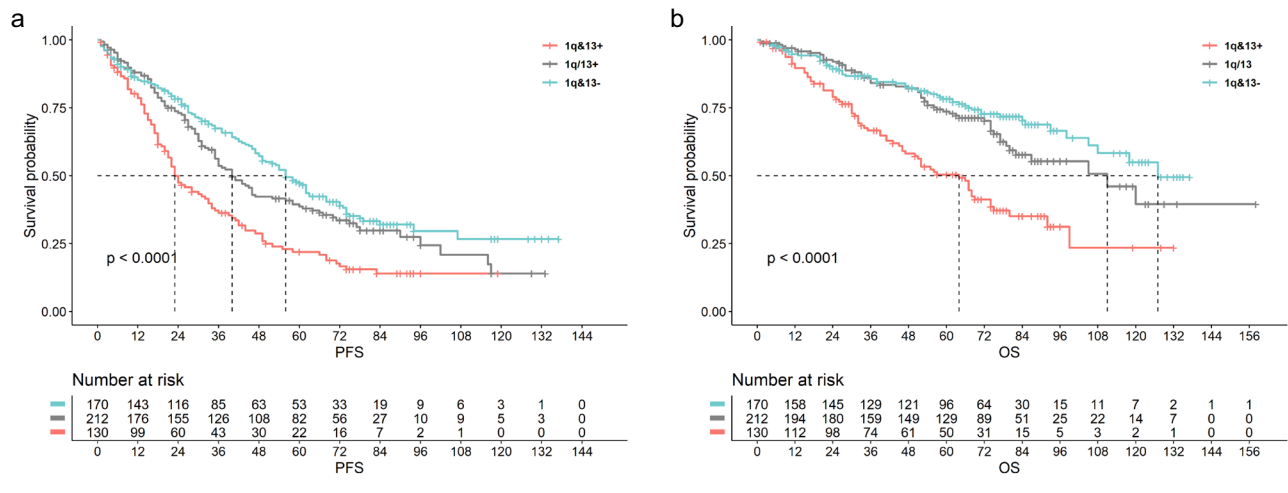 a
1q&13+
1q/13+
1q&13-
Survival probability
1.00
0.75
0.50
0.25
0.00
p < 0.0001
0 12 24 36 48 60 72 84 96 108 120 132 144
PFS
Number at risk
170 143 116 85 63 53 33 19 9 6 3 1 0
212 176 155 126 108 82 56 27 10 9 5 3 0
130 99 60 43 30 22 16 7 2 1 0 0 0
0 12 24 36 48 60 72 84 96 108 120 132 144
PFS
b
1q&13+
1q/13
1q&13-
Survival probability
1.00
0.75
0.50
0.25
0.00
p < 0.0001
0 12 24 36 48 60 72 84 96 108 120 132 144 156
OS
Number at risk
170 158 145 129 121 96 64 30 15 11 7 2 1 1
212 194 180 159 149 129 89 51 25 22 14 7 0 0
130 112 98 74 61 50 31 15 5 3 2 1 0 0
0 12 24 36 48 60 72 84 96 108 120 132 144 156
OS